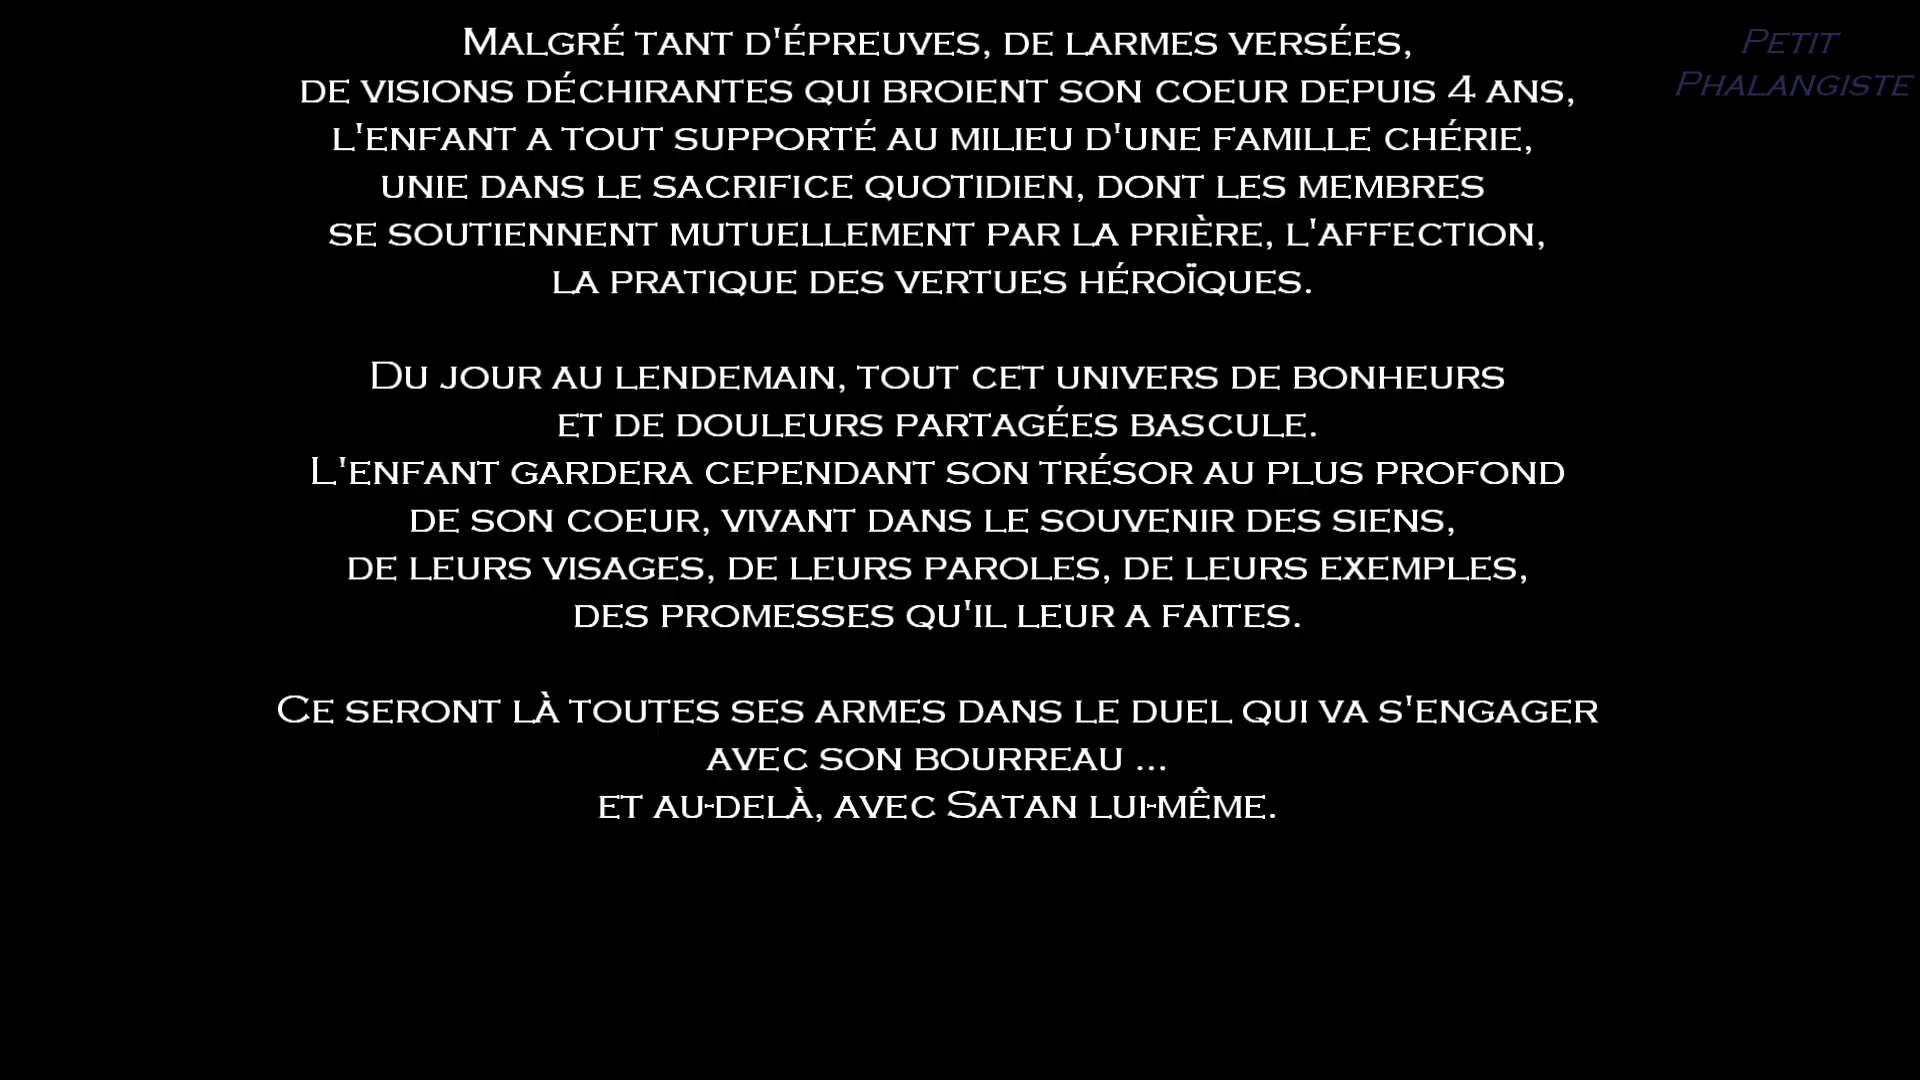 Malgré tant d'épreuves, de larmes versées,
de visions déchirantes qui broient son coeur depuis 4 ans,
l'enfant a tout supporté au milieu d'une famille chérie,
unie dans le sacrifice quotidien, dont les membres
se soutiennent mutuellement par la prière, l'affection,
la pratique des vertues héroïques.
Du jour au lendemain, tout cet univers de bonheurs
et de douleurs partagées bascule.
L'enfant gardera cependant son trésor au plus profond
de son coeur, vivant dans le souvenir des siens,
de leurs visages, de leurs paroles, de leurs exemples,
des promesses qu'il leur a faites.
Ce seront là toutes ses armes dans le duel qui va s'engager
avec son bourreau ...
et au-delà, avec Satan lui-même.
Petit
Phalangiste